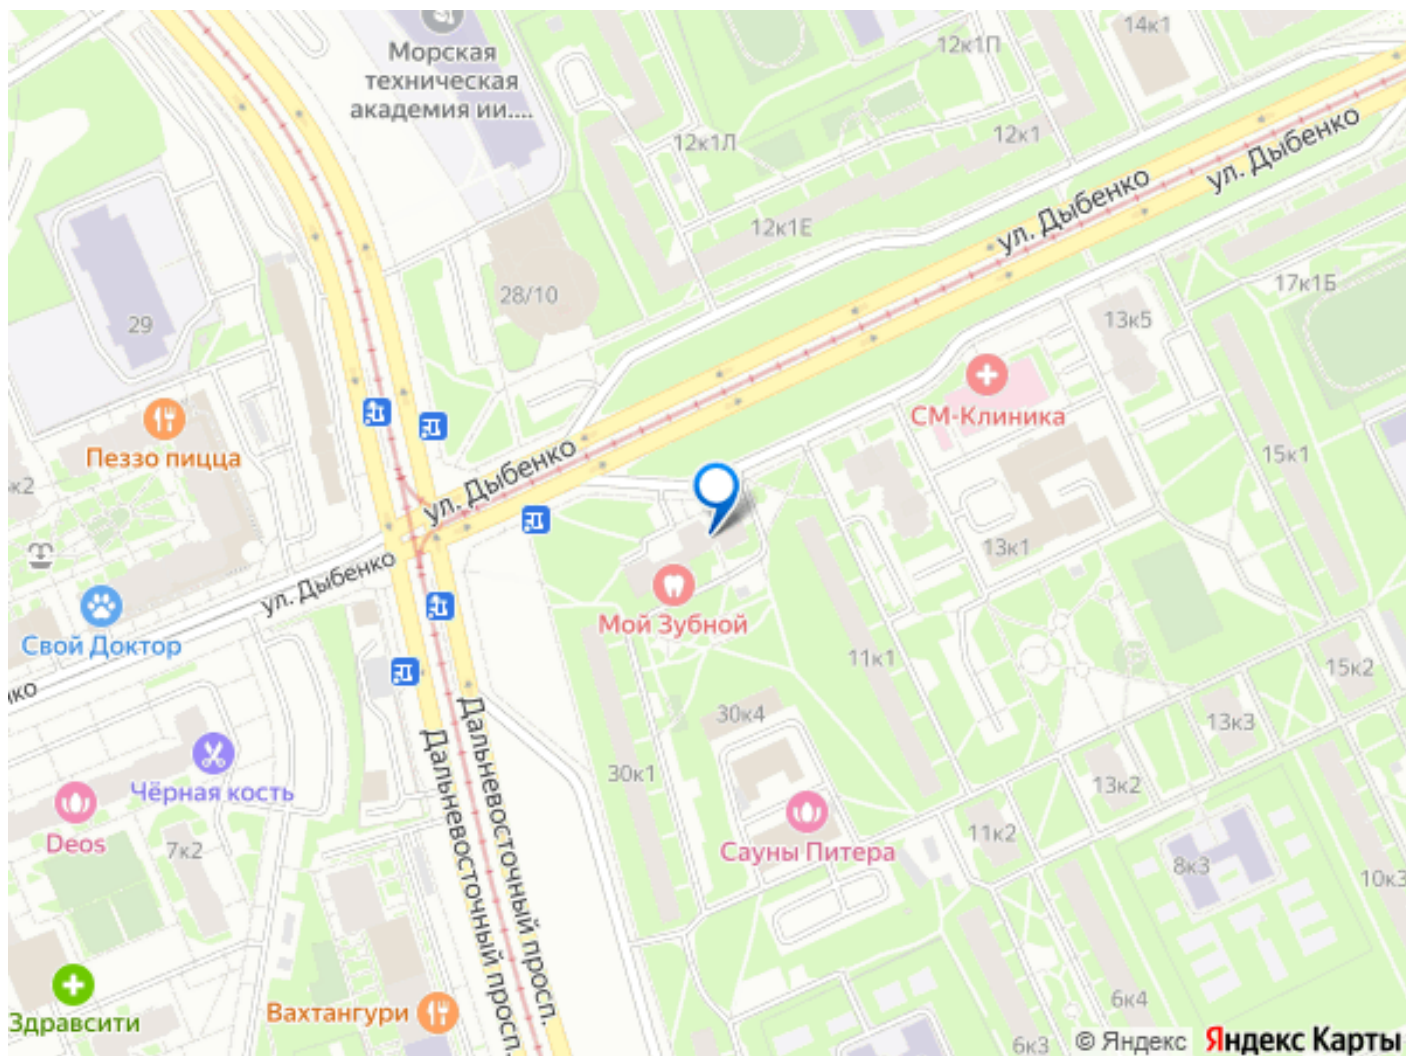 14к1
12к1П
Морская
техническая
академия ии....
12к1Л
12к1
ул. Дыбенко
ул. Дыбенко
12к1Е
28/10
29
17к1Б
13к5
СМ-Клиника
Пеззо пицца
к2
15к1
ул. Дыбенко
13к1
ул. Дыбенко
Свой Доктор
Мой Зубной
11к1
15к2
ко
30к4
13к3
Дальневосточный просп.
Дальневосточный просп.
30к1
13к2
Чёрная кость
Deos
7к2
11к2
Сауны Питера
8к3
10к3
Вахтангури
Здравсити
6к4
6к3
© Яндекс Яндекс Карты